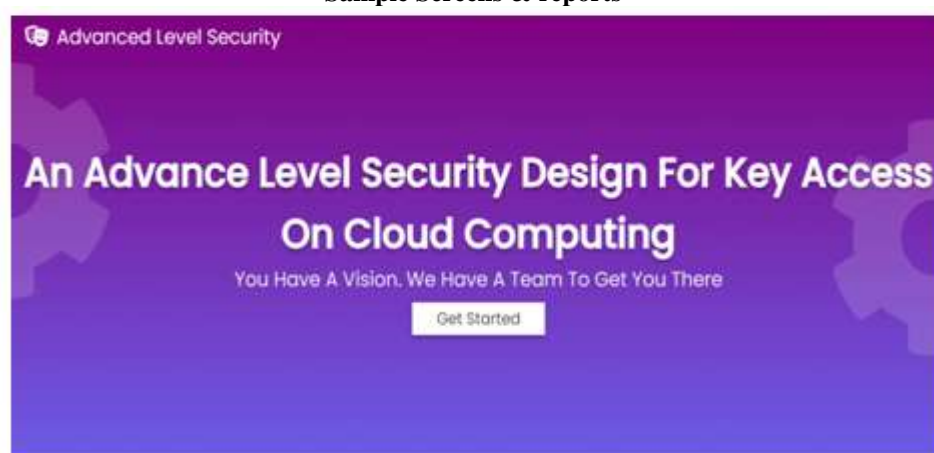 Sample Screens & reports
Advanced Level Security
An Advance Level Security Design For Key Access
On Cloud Computing
You Have A Vision. We Have A Team To Get You There
Get Started